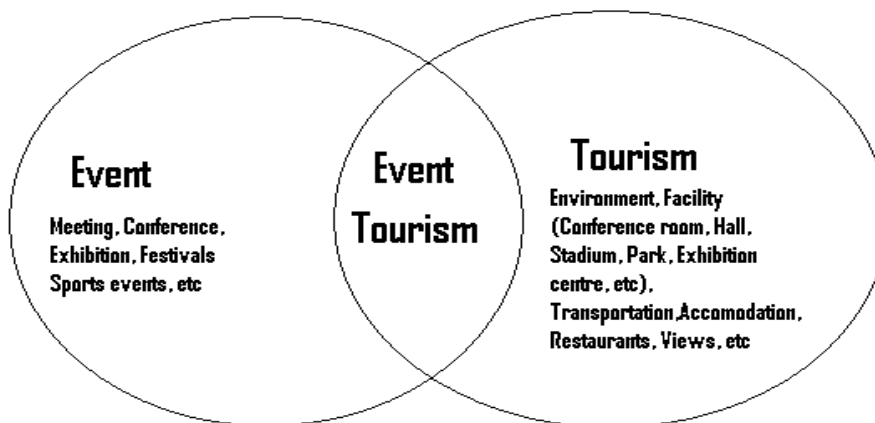 Event
Meeting, Conference,
Exhibition, Festivals
Sports events, etc
Event
Tourism
Tourism
Environment, Facility
(Conference room, Hall,
Stadium, Park, Exhibition
centre, etc),
Transportation,Accomodation,
Restaurants, Views, etc